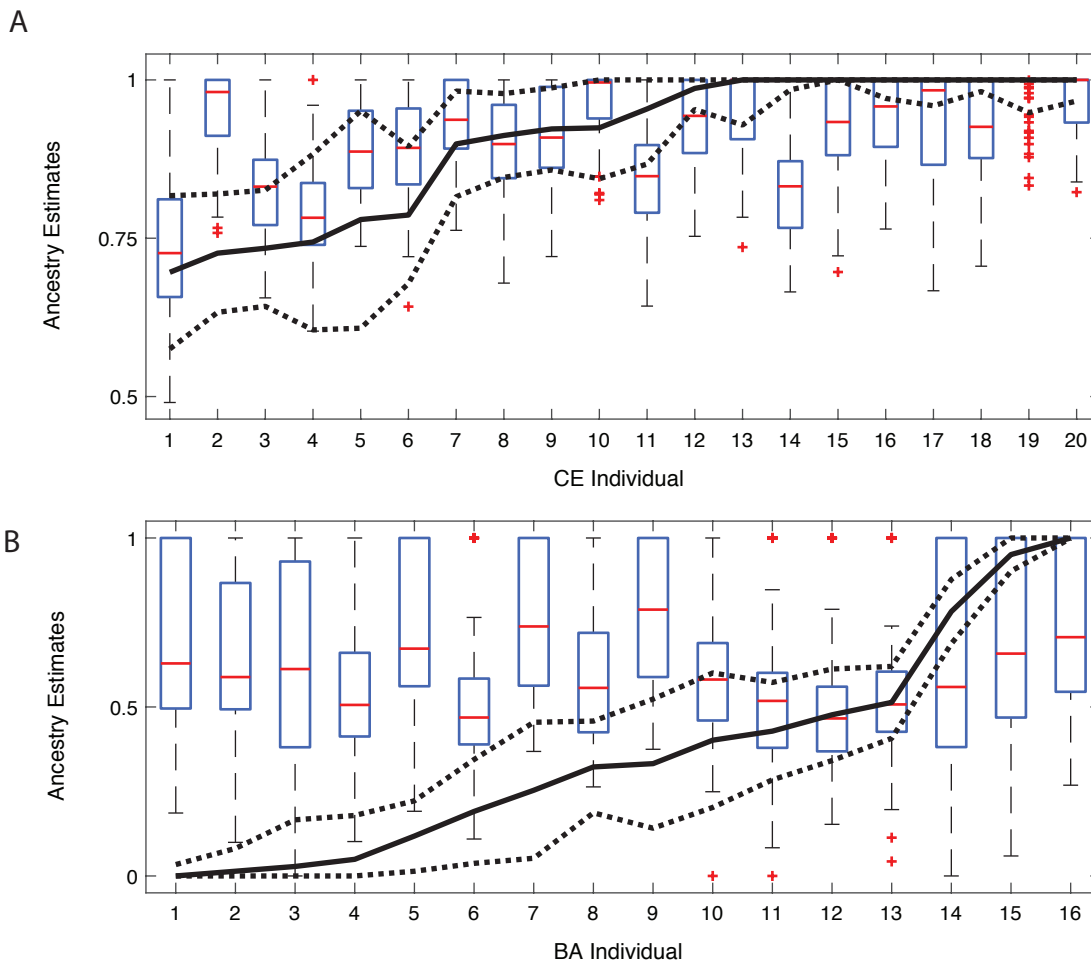 A
1
0.75
0.5
Ancestry Estimates
1 2 3 4 5 6 7 8 9 10 11 12 13 14 15 16 17 18 19 20
CE Individual
B
1
0.5
0
Ancestry Estimates
1 2 3 4 5 6 7 8 9 10 11 12 13 14 15 16
BA Individual